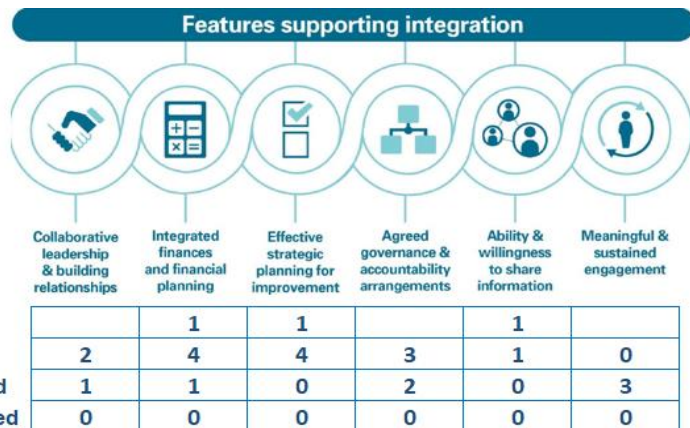 Features supporting integration
Collaborative
leadership
& building
relationships
Integrated
finances
and financial
planning
Effective
strategic
planning for
improvement
Agreed
governance &
accountability
arrangements
Ability &
willingness
to share
information
Meaningful &
sustained
engagement
1 1 1
2 4 4 3 1 0
d 1 1 0 2 0 3
ed 0 0 0 0 0 0